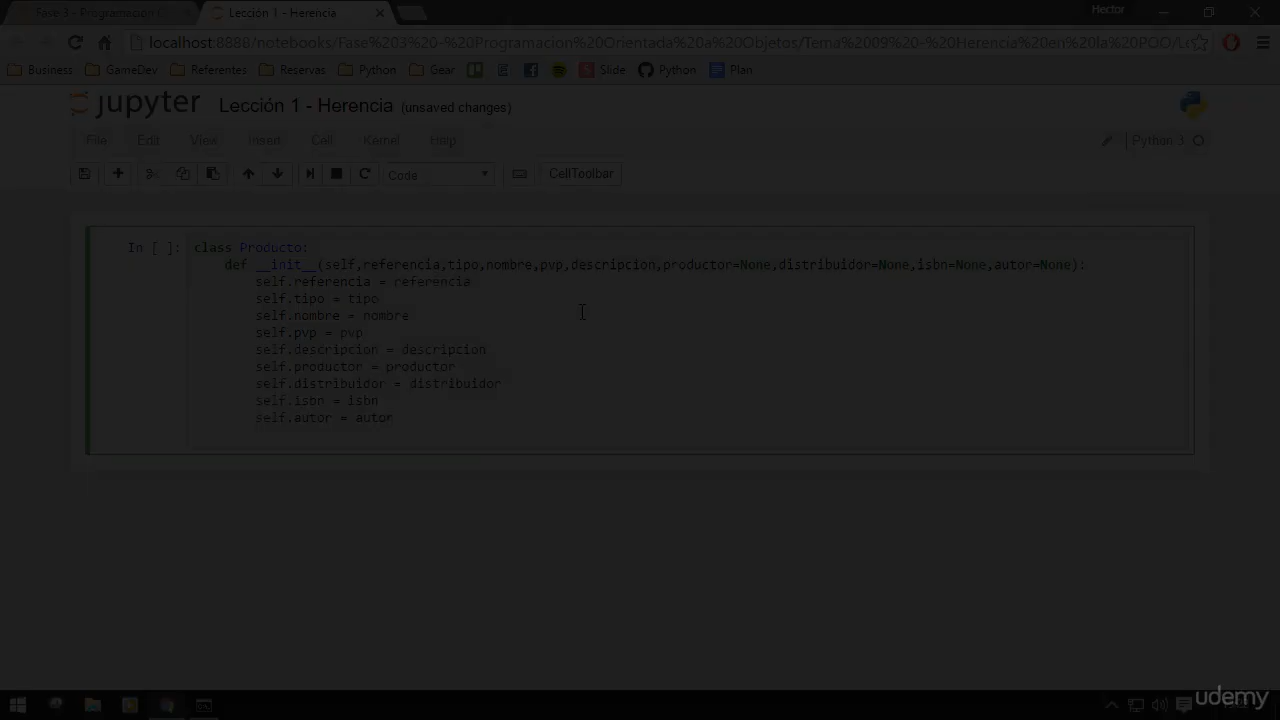 Fase 3 - Programacion
Lección 1 - Herencia
Hector
localhost:8888/notebooks/Fase%203%20-%20Programacion%20Orientada%20a%20Objetos/Tema%2009%20-%20Herencia%20en%20la%20POO/Le
Business GameDev Referentes Reservas Python Gear Slide Python Plan
jupyter Lección 1 - Herencia (unsaved changes)
File Edit View Insert Cell Kernel Help Python 3
Code CellToolbar
In [ ]: class Producto:
def __init__(self,referencia,tipo,nombre,pvp,descripcion,productor=None,distribuidor=None,isbn=None,autor=None):
self.referencia = referencia
self.tipo = tipo
self.nombre = nombre
self.pvp = pvp
self.descripcion = descripcion
self.productor = productor
self.distribuidor = distribuidor
self.isbn = isbn
self.autor = autor
udemy